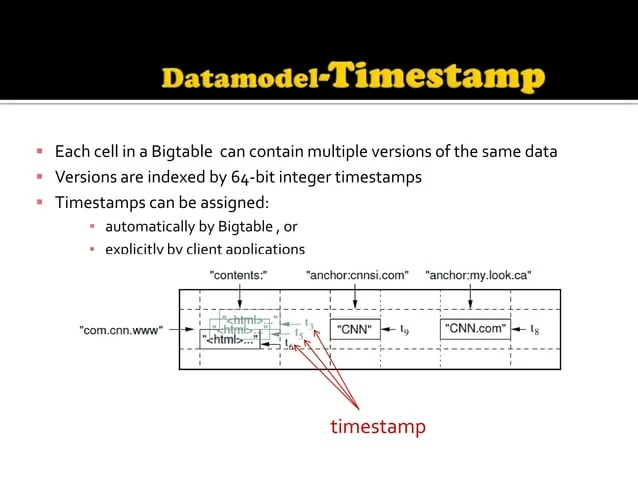 Datamodel-Timestamp
Each cell in a Bigtable can contain multiple versions of the same data
Versions are indexed by 64-bit integer timestamps
Timestamps can be assigned:
automatically by Bigtable , or
explicitly by client applications
"contents:" "anchor:cnnsi.com" "anchor:my.look.ca"
"<html>..." t3
"com.cnn.www" "<html>..." t5 "CNN" t9 "CNN.com" t8
"<html>..." t6
timestamp